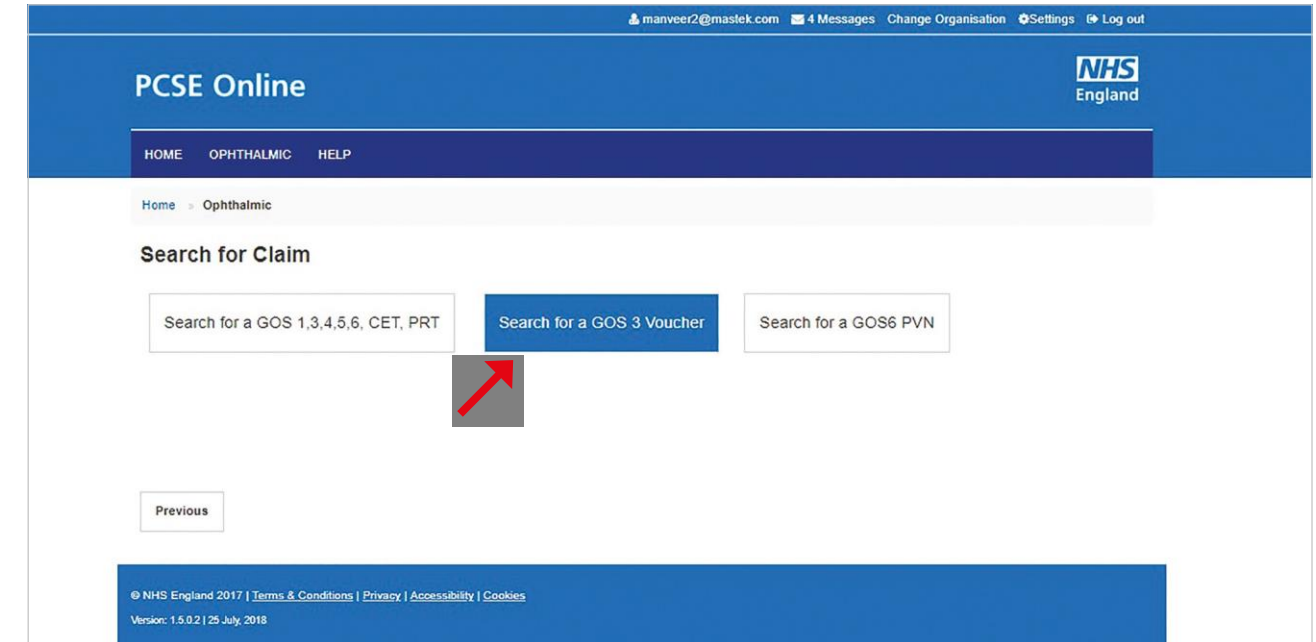 manveer2@mastek.com 4 Messages Change Organisation Settings Log out
PCSE Online
NHS
England
HOME OPHTHALMIC HELP
Home » Ophthalmic
Search for Claim
Search for a GOS 1,3,4,5,6, CET, PRT Search for a GOS 3 Voucher Search for a GOS6 PVN
Previous
© NHS England 2017 | Terms & Conditions | Privacy | Accessibility | Cookies
Version: 1.5.0.2 | 25 July, 2018